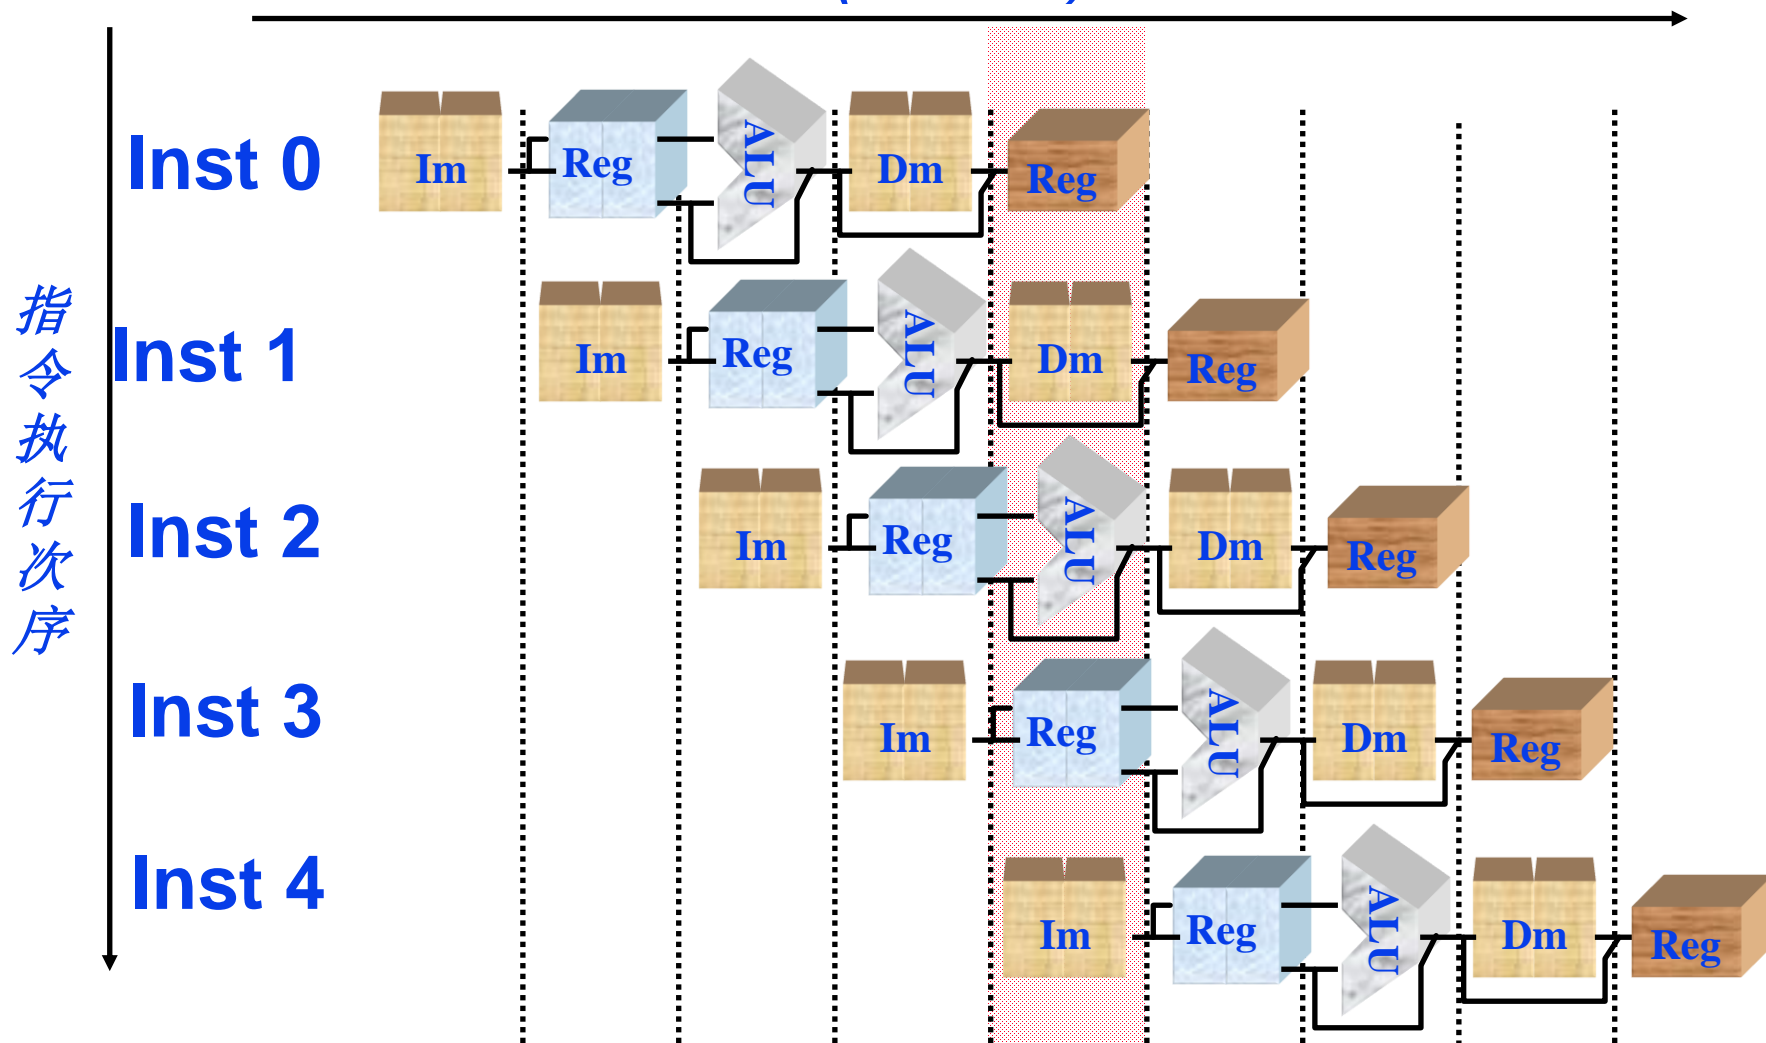 Inst 0 Im Reg ALU Dm Reg
Inst 1 Im Reg ALU Dm Reg
Inst 2 Im Reg ALU Dm Reg
Inst 3 Im Reg ALU Dm Reg
Inst 4 Im Reg ALU Dm Reg
指令执行次序